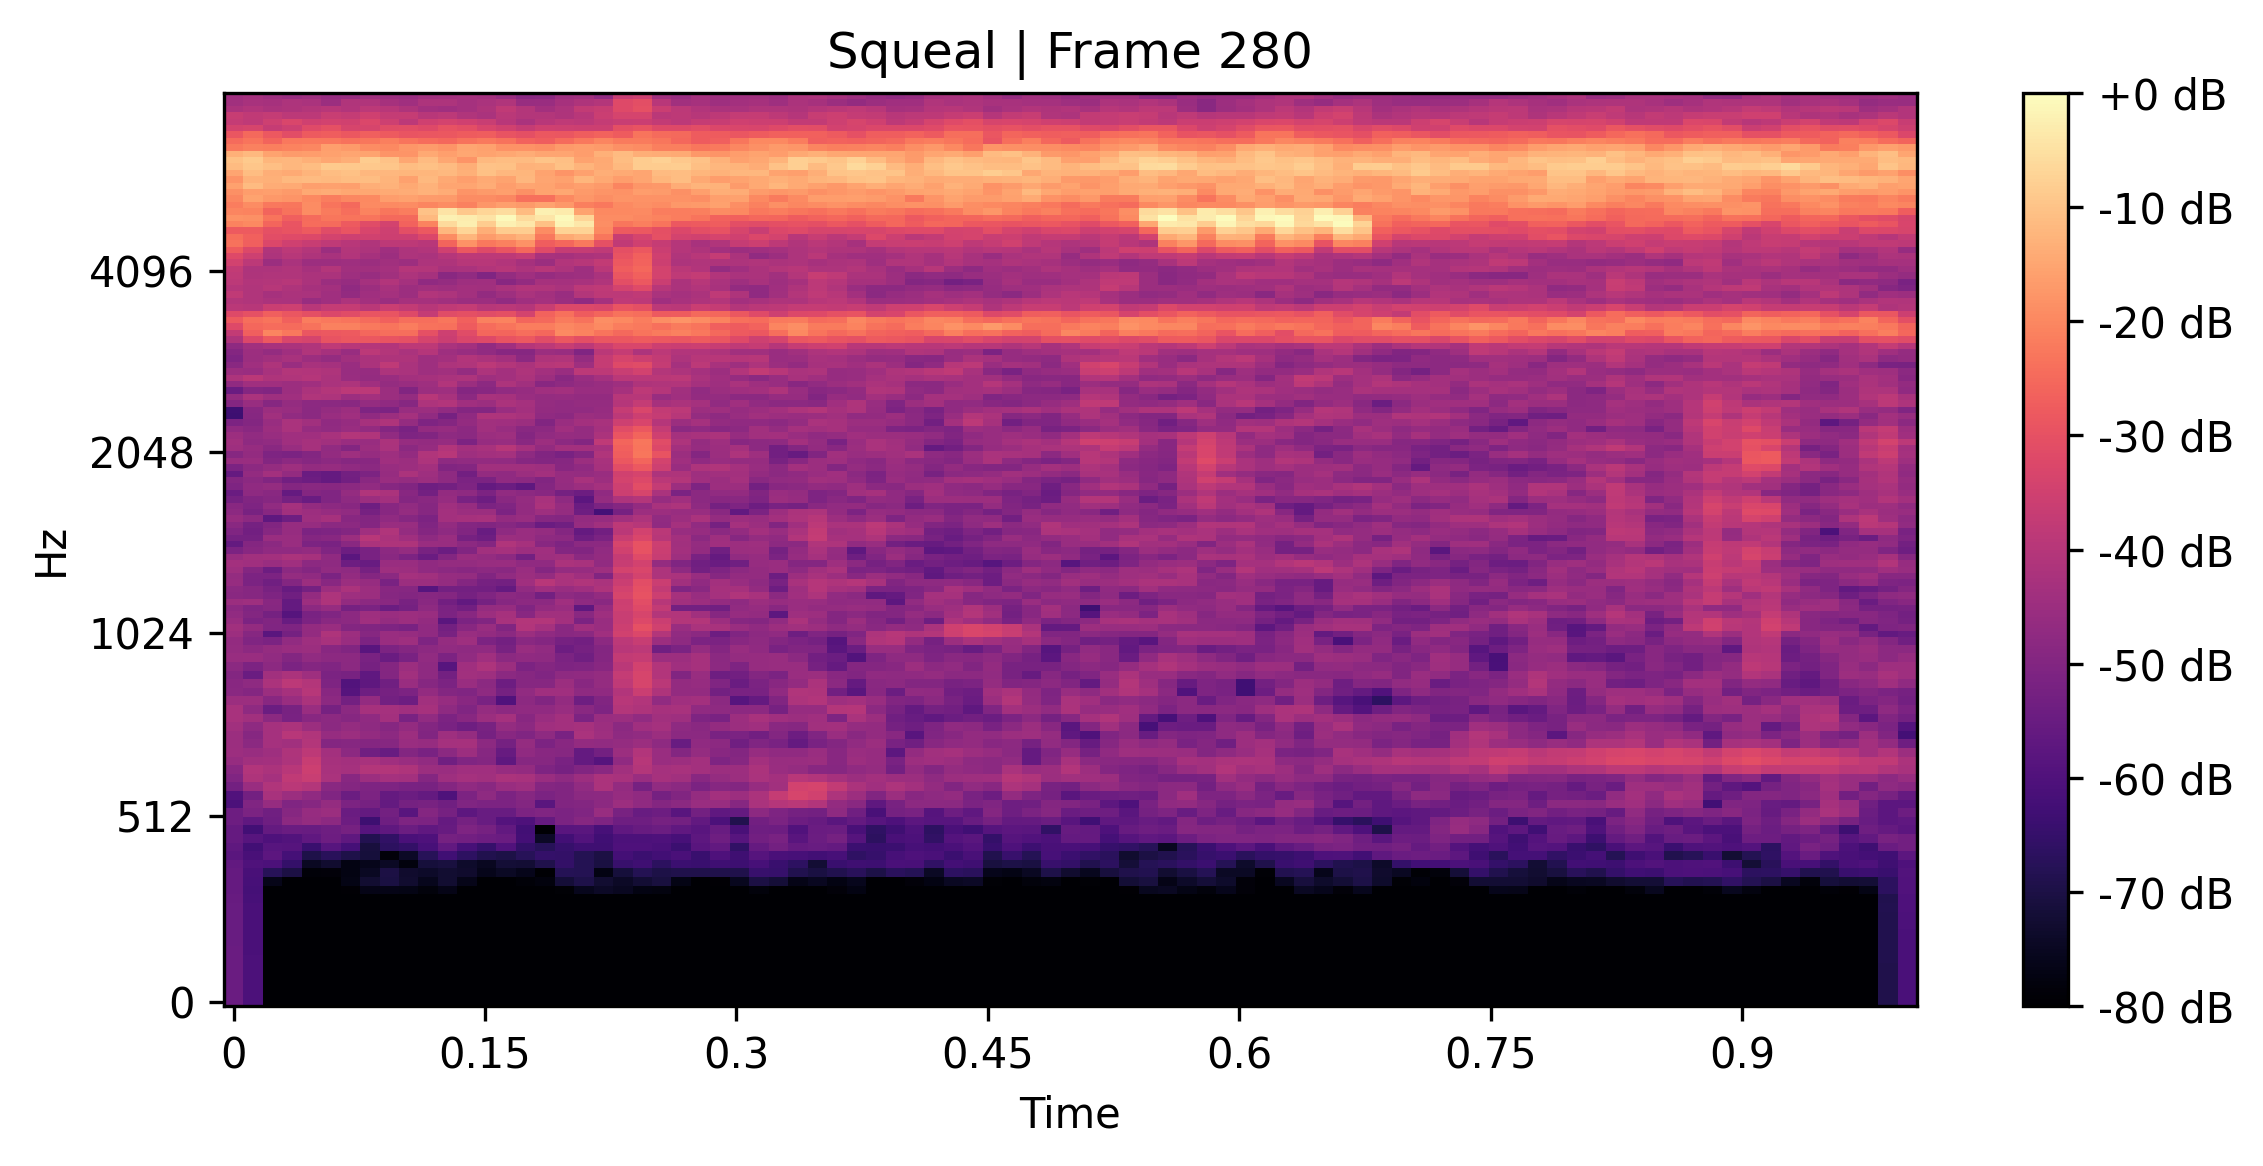 Squeal | Frame 280
+0 dB
-10 dB
-20 dB
-30 dB
-40 dB
-50 dB
-60 dB
-70 dB
-80 dB
Hz
4096
2048
1024
512
0
0 0.15 0.3 0.45 0.6 0.75 0.9
Time